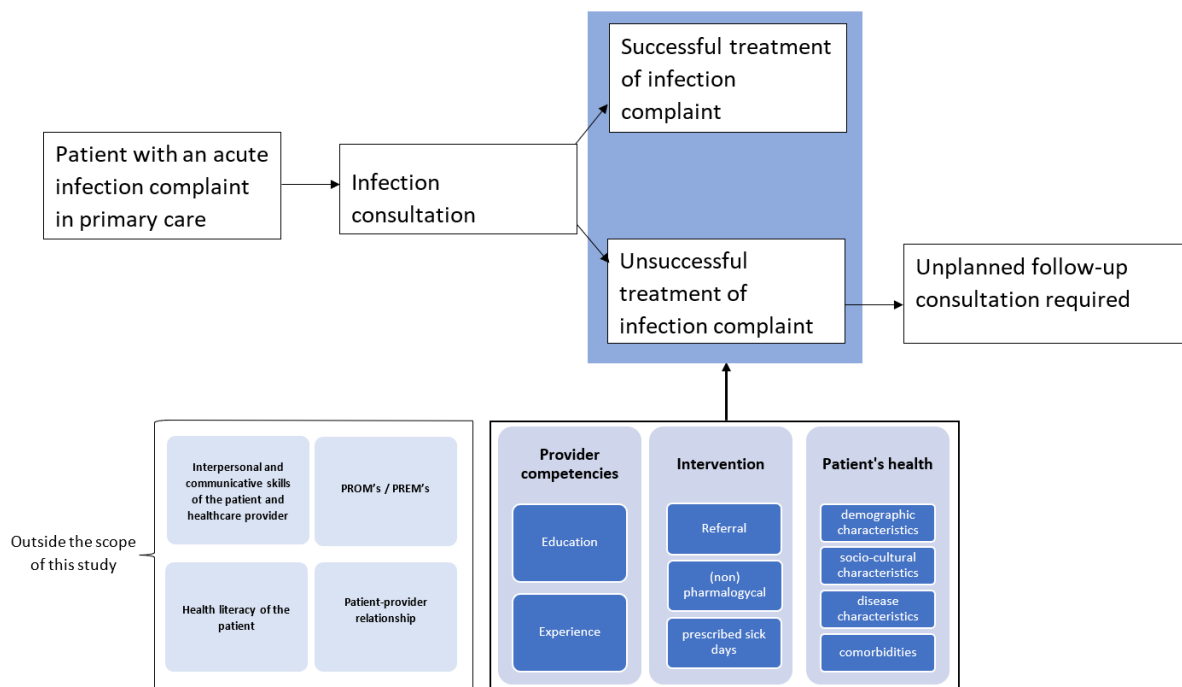 Successful treatment
of infection
complaint
Patient with an acute
infection complaint
in primary care
Infection
consultation
Unsuccessful
treatment of
infection complaint
Unplanned follow-up
consultation required
Outside the scope
of this study
Interpersonal and
communicative skills
of the patient and
healthcare provider
PROM's / PREM's
Health literacy of the
patient
Patient-provider
relationship
Provider
competencies
Education
Experience
Intervention
Referral
(non)
pharmalogycal
prescribed sick
days
Patient's health
demographic
characteristics
socio-cultural
characteristics
disease
characteristics
comorbidities